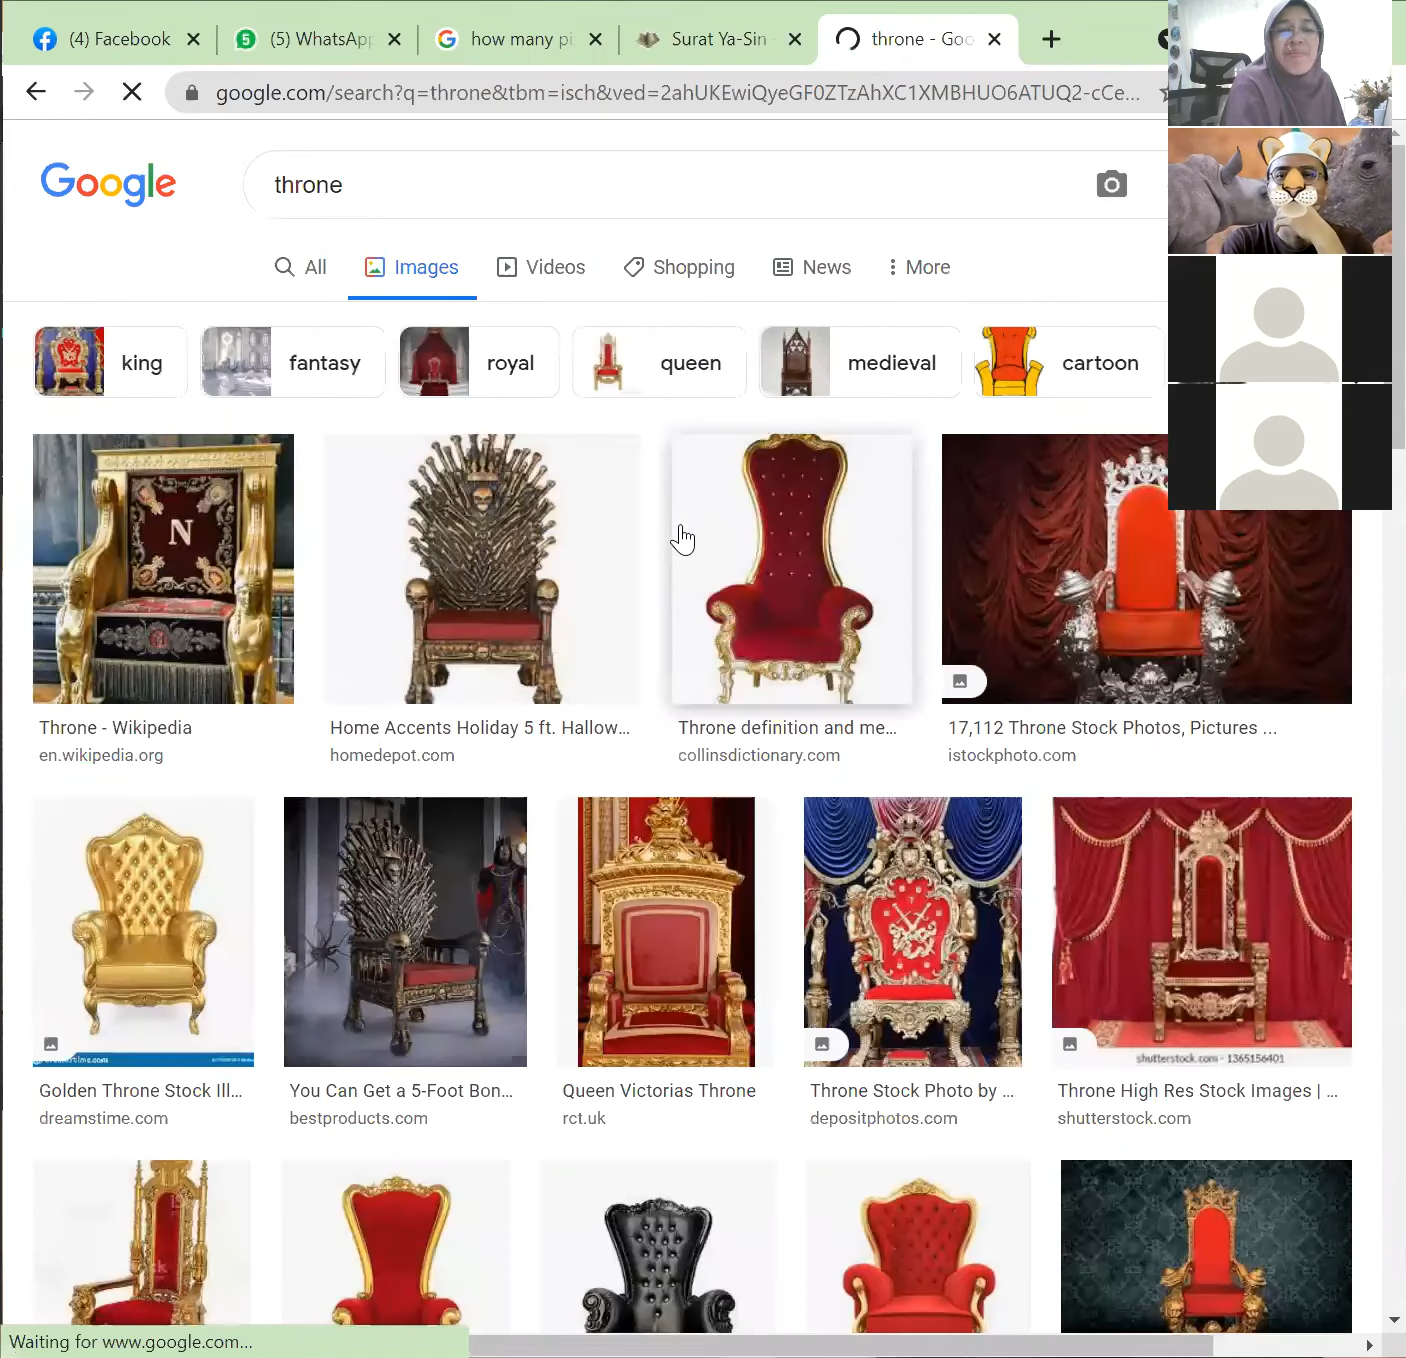 (4) Facebook
5
(5) WhatsApp
how many pi
Surat Ya-Sin
throne - Goo
google.com/search?q=throne&tbm=isch&ved=2ahUKEwiQyeGF0ZTzAhXC1XMBHUO6ATUQ2-cCe...
Google
throne
All
Images
Videos
Shopping
News
More
king
fantasy
royal
queen
medieval
cartoon
N
Throne - Wikipedia
en.wikipedia.org
Home Accents Holiday 5 ft. Hallow...
homedepot.com
Throne definition and me...
collinsdictionary.com
17,112 Throne Stock Photos, Pictures ...
istockphoto.com
shutterstock.com · 1365156401
Golden Throne Stock Ill...
dreamstime.com
You Can Get a 5-Foot Bon...
bestproducts.com
Queen Victorias Throne
rct.uk
Throne Stock Photo by ...
depositphotos.com
Throne High Res Stock Images | ...
shutterstock.com
Waiting for www.google.com...